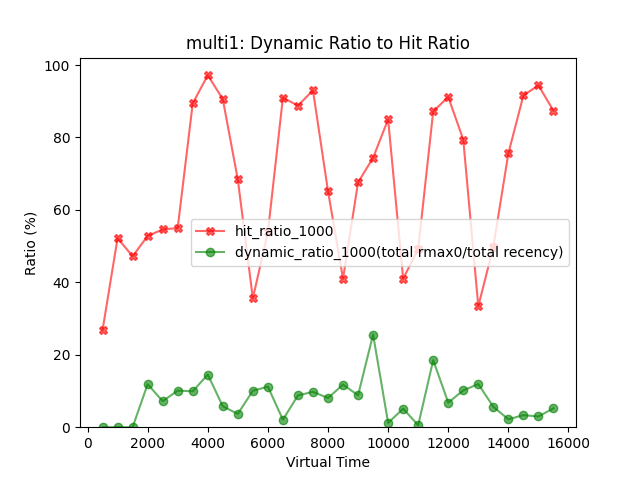 multi1: Dynamic Ratio to Hit Ratio
100
80
60
40
20
0
Ratio (%)
hit_ratio_1000
dynamic_ratio_1000(total rmax0/total recency)
0 2000 4000 6000 8000 10000 12000 14000 16000
Virtual Time